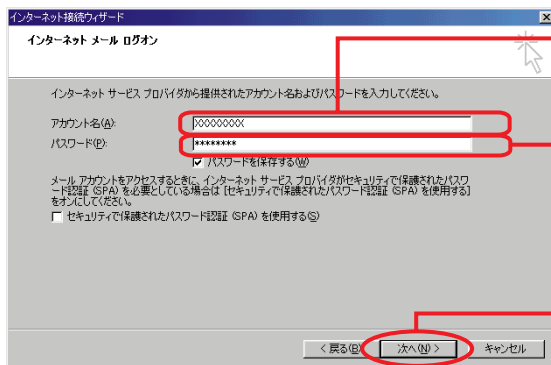 インターネット接続ウィザード
インターネット メール ログオン
インターネット サービス プロバイダから提供されたアカウント名およびパスワードを入力してください。
アカウント名(A):
XXXXXXXX
パスワード(P):
********
パスワードを保存する(W)
メール アカウントをアクセスするときに、インターネット サービス プロバイダがセキュリティで保護されたパスワ
ード認証 (SPA) を必要としている場合は [セキュリティで保護されたパスワード認証 (SPA) を使用する]
をオンにしてください。
セキュリティで保護されたパスワード認証 (SPA) を使用する(S)
< 戻る(B)
次へ(N) >
キャンセル